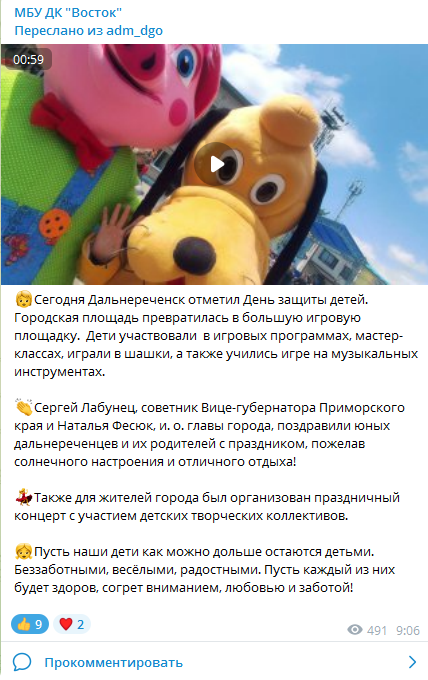 МБУ ДК "Восток"
Переслано из adm_dgo
00:59
👧Сегодня Дальнереченск отметил День защиты детей.
Городская площадь превратилась в большую игровую
площадку.  Дети участвовали  в игровых программах, мастер-
классах, играли в шашки, а также учились игре на музыкальных
инструментах.
👏Сергей Лабунец, советник Вице-губернатора Приморского
края и Наталья Фесюк, и. о. главы города, поздравили юных
дальнереченцев и их родителей с праздником, пожелав
солнечного настроения и отличного отдыха!
💃Также для жителей города был организован праздничный
концерт с участием детских творческих коллективов.
👧Пусть наши дети как можно дольше остаются детьми.
Беззаботными, весёлыми, радостными. Пусть каждый из них
будет здоров, согрет вниманием, любовью и заботой!
👍 9 ❤️ 2
491 9:06
Прокомментировать